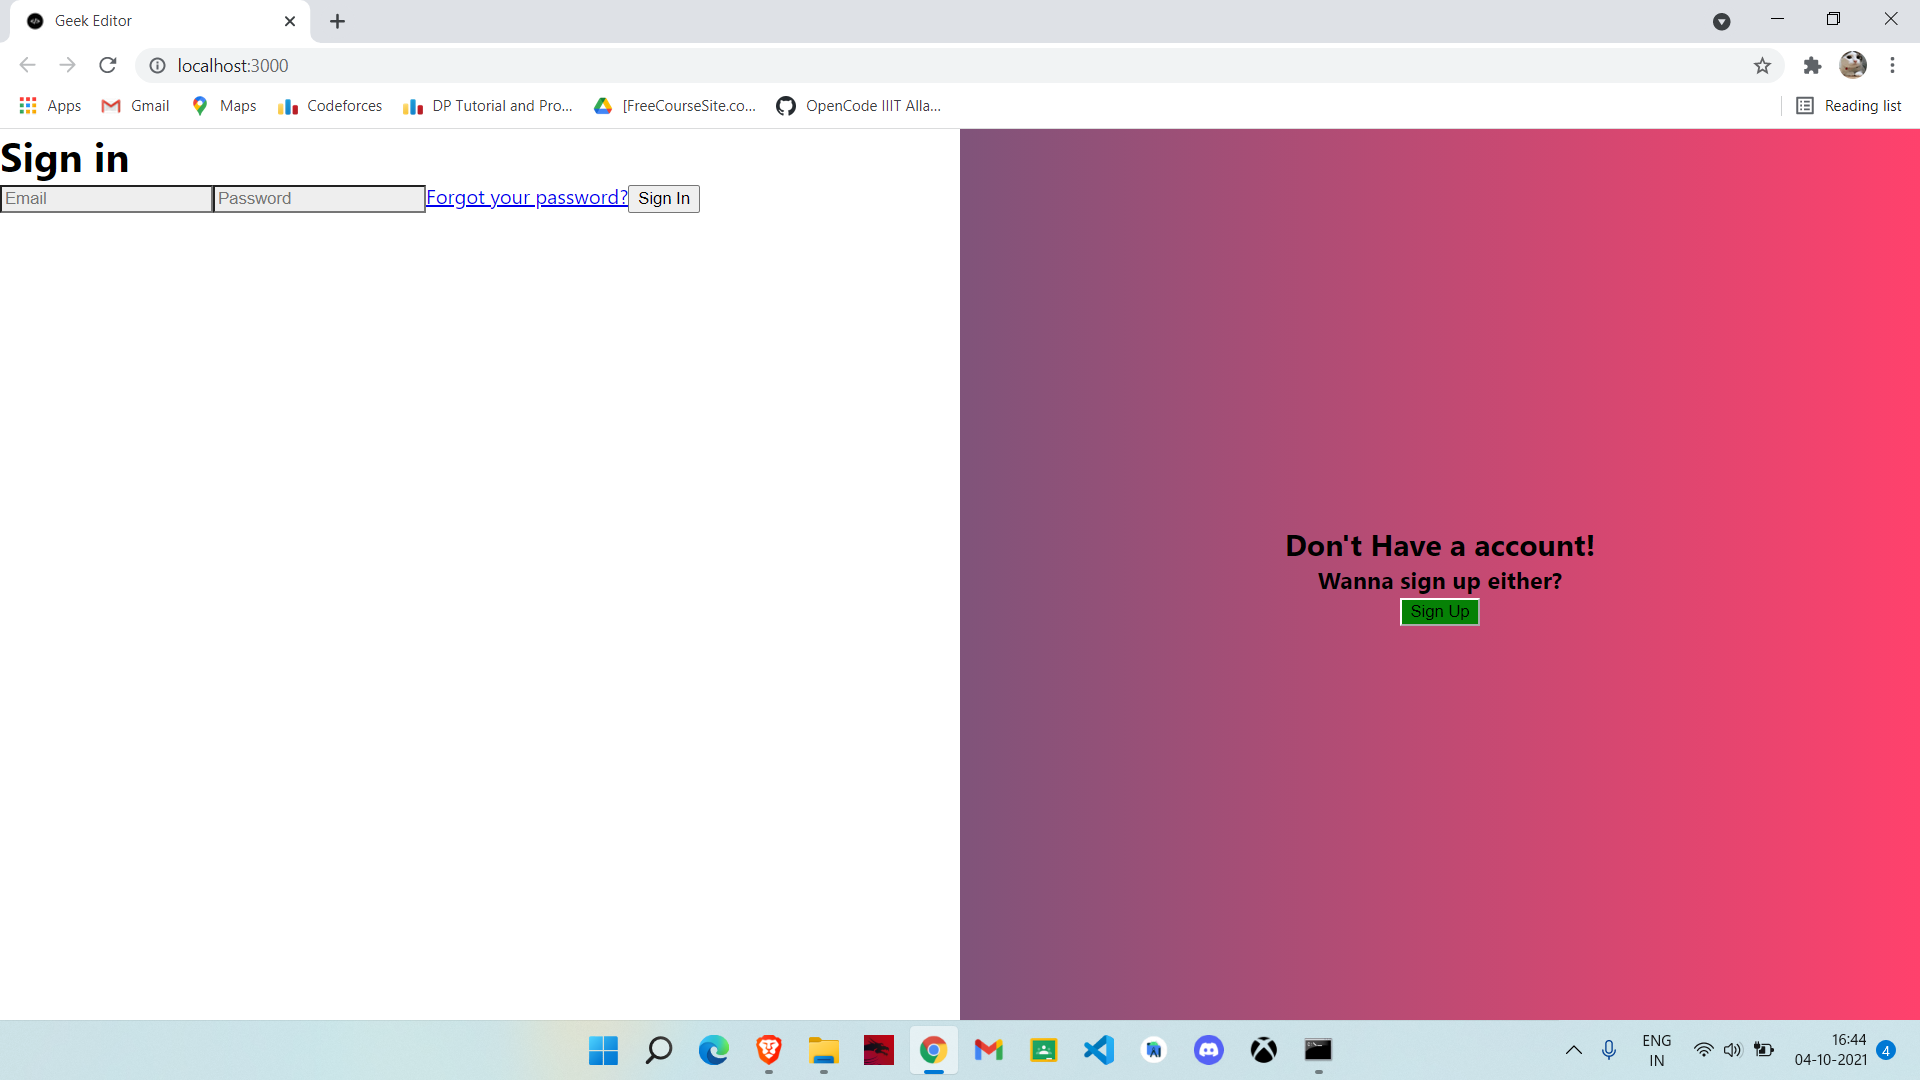 Geek Editor
localhost:3000
Apps Gmail Maps Codeforces DP Tutorial and Pro... [FreeCourseSite.co... OpenCode IIIT Alla... Reading list
Sign in
Email Password Forgot your password? Sign In
Don't Have a account!
Wanna sign up either?
Sign Up
AI
ENG
IN
16:44
04-10-2021
4